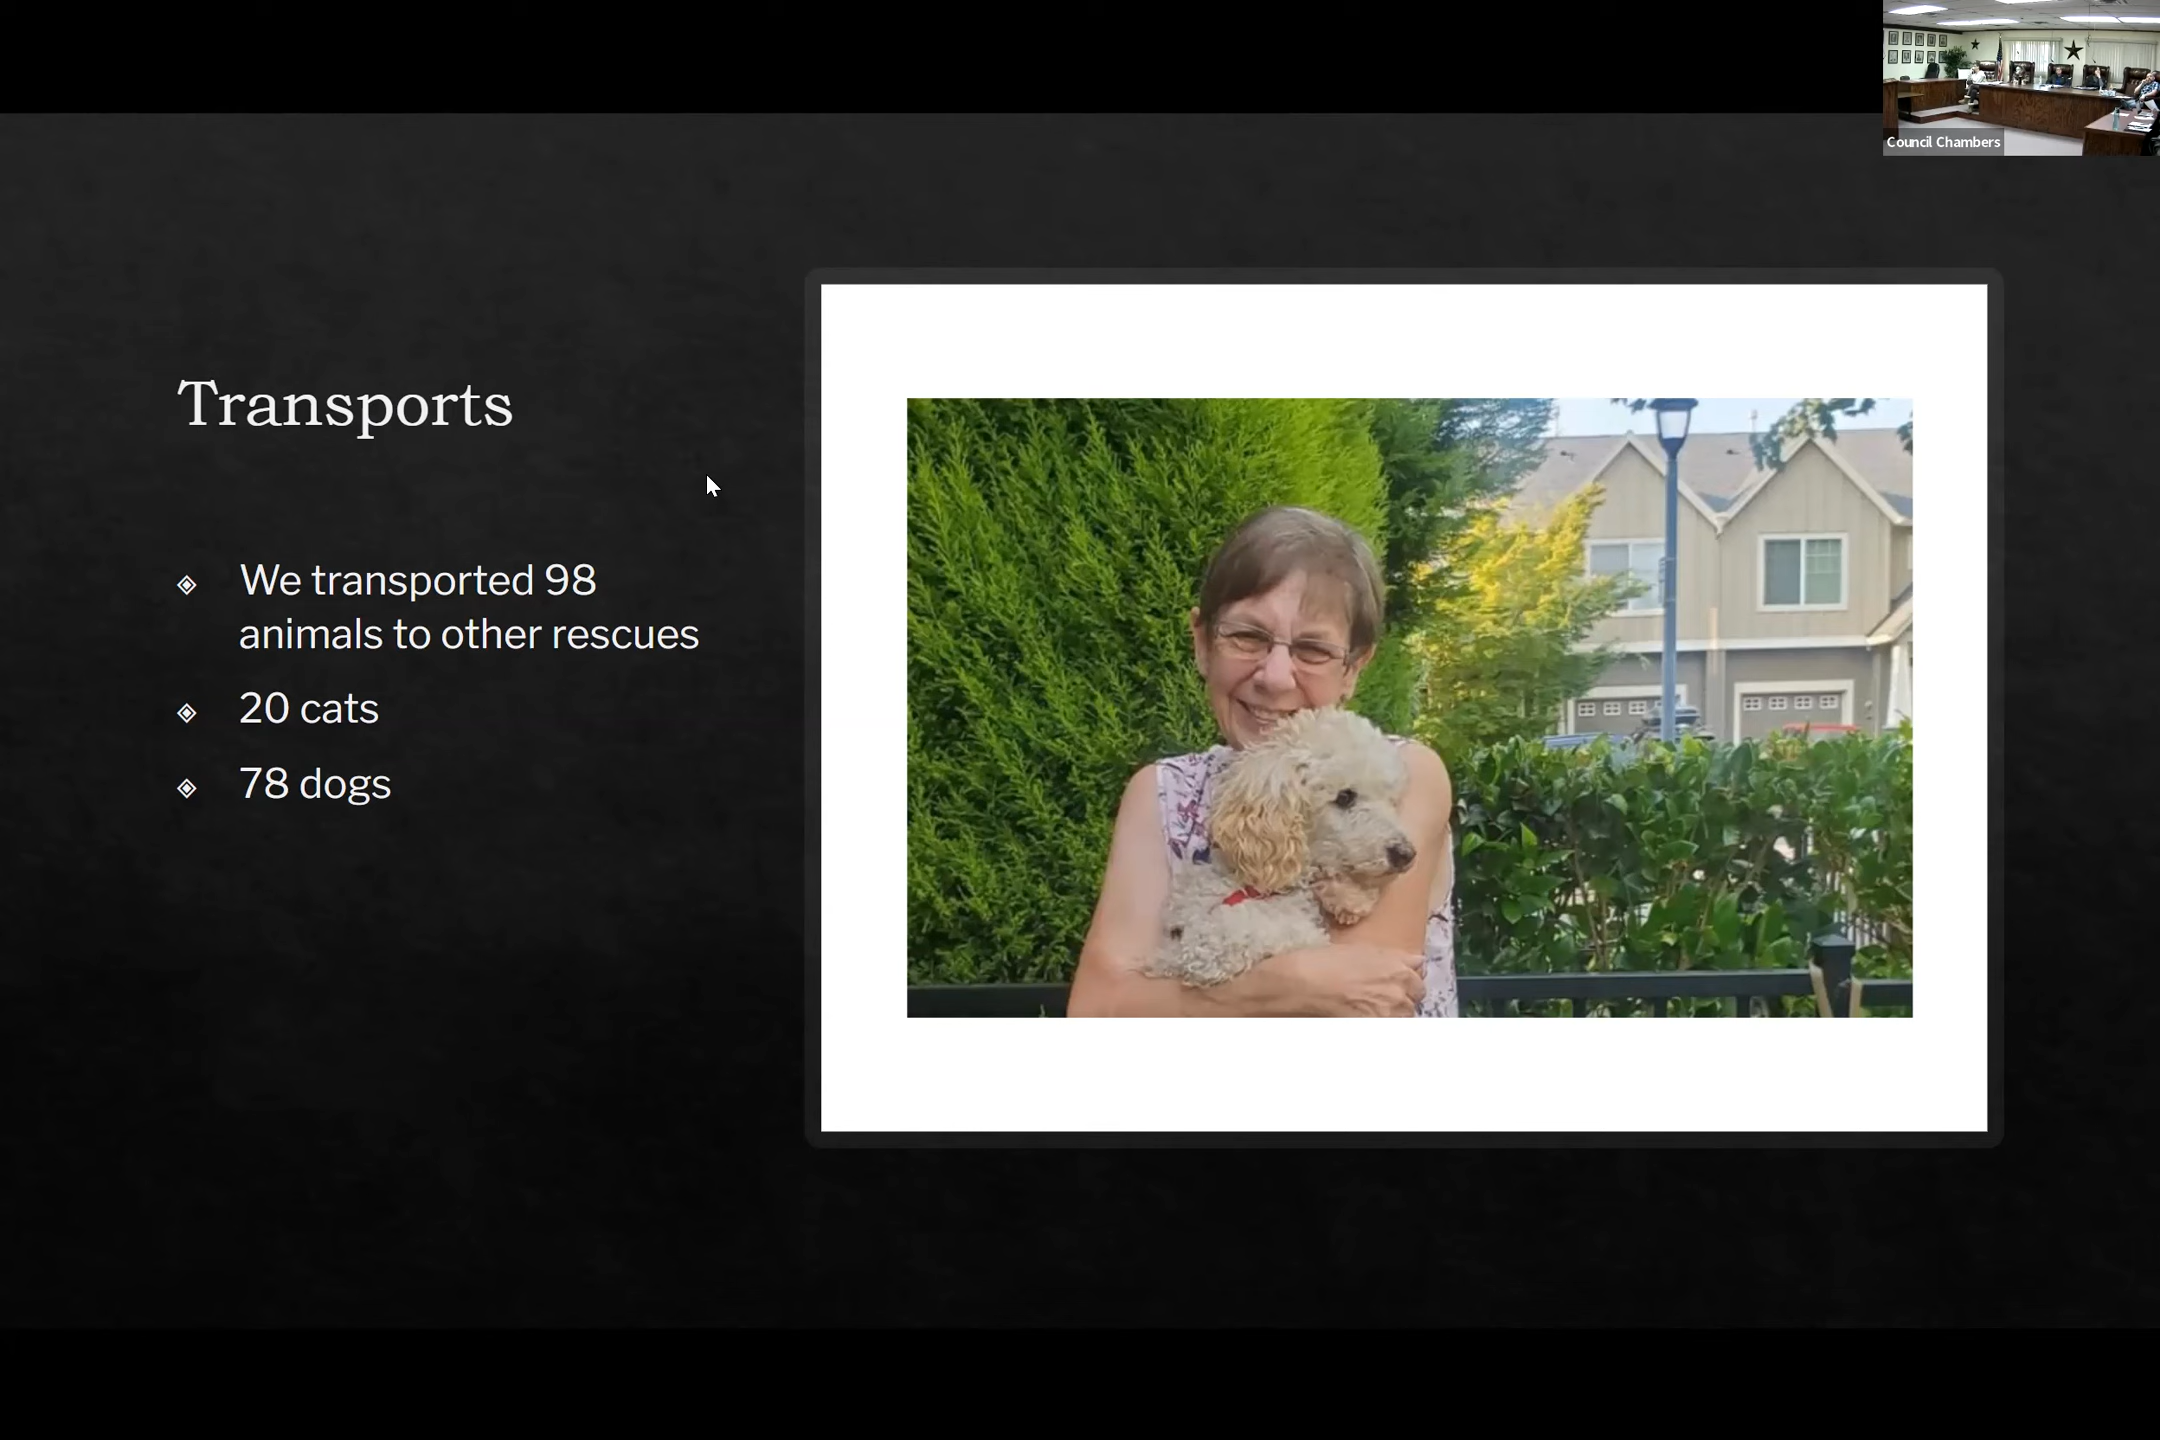 Council Chambers
Transports
We transported 98
animals to other rescues
20 cats
78 dogs